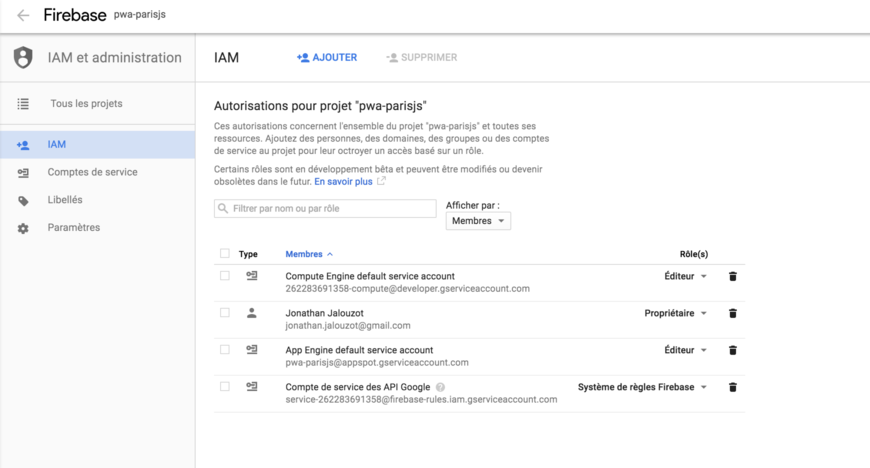 Firebase pwa-parisjs
IAM et administration
IAM
AJOUTER
SUPPRIMER
Tous les projets
IAM
Comptes de service
Libellés
Paramètres
Autorisations pour projet "pwa-parisjs"
Ces autorisations concernent l'ensemble du projet "pwa-parisjs" et toutes ses
ressources. Ajoutez des personnes, des domaines, des groupes ou des comptes
de service au projet pour leur octroyer un accès basé sur un rôle.
Certains rôles sont en développement bêta et peuvent être modifiés ou devenir
obsolètes dans le futur. En savoir plus
Filtrer par nom ou par rôle
Afficher par :
Membres
Type Membres Rôle(s)
Compute Engine default service account Éditeur
262283691358-compute@developer.gserviceaccount.com
Jonathan Jalouzot Propriétaire
jonathan.jalouzot@gmail.com
App Engine default service account Éditeur
pwa-parisjs@appspot.gserviceaccount.com
Compte de service des API Google ? Système de règles Firebase
service-262283691358@firebase-rules.iam.gserviceaccount.com